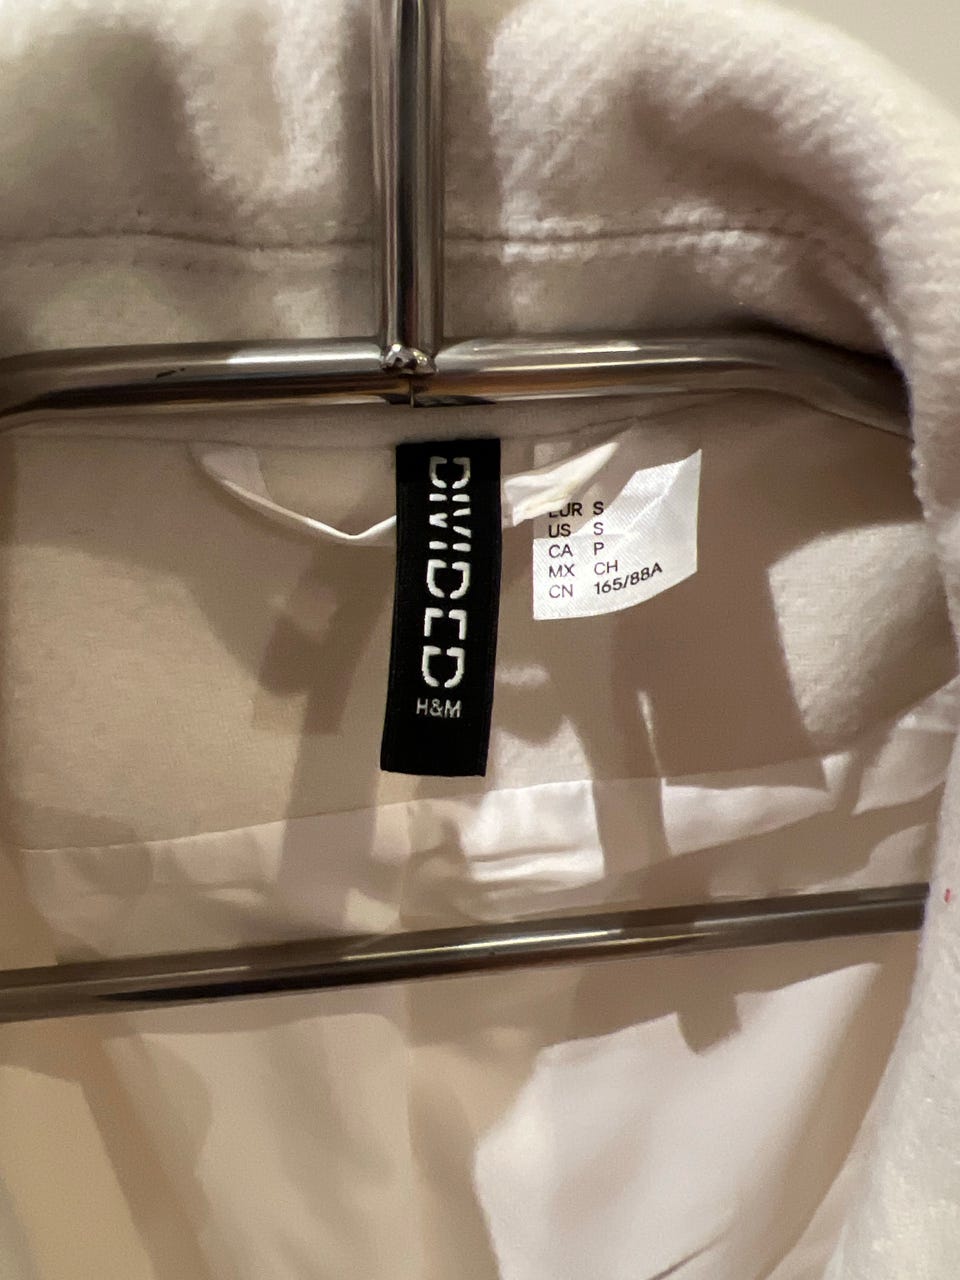 DIVIDED
H&M
EUR S
US S
CA P
MX CH
CN 165/88A